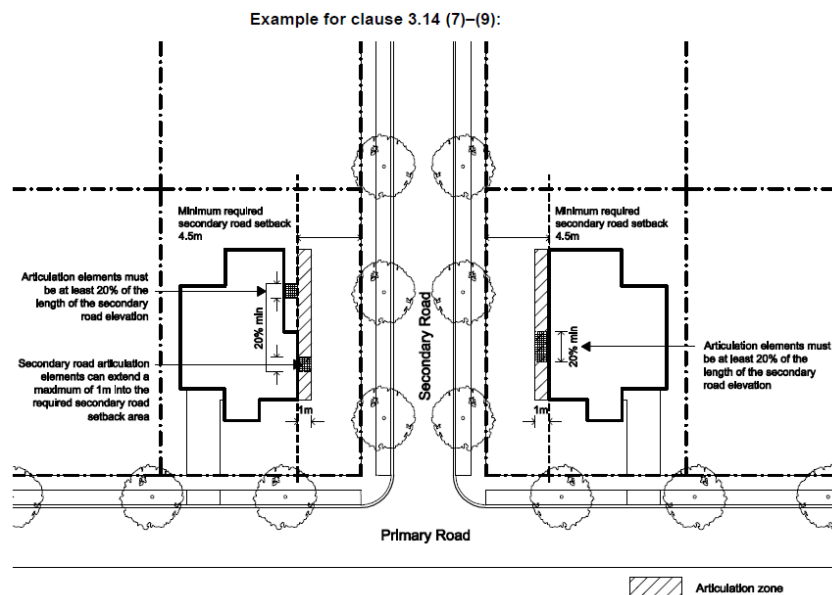 Example for clause 3.14 (7)–(9):
Minimum required
secondary road setback
4.5m
Minimum required
secondary road setback
4.5m
Articulation elements must
be at least 20% of the
length of the secondary
road elevation
20% min
Secondary road articulation
elements can extend a
maximum of 1m into the
required secondary road
setback area
1m
Secondary Road
20% min
Articulation elements must
be at least 20% of the
length of the secondary
road elevation
1m
Primary Road
Articulation zone